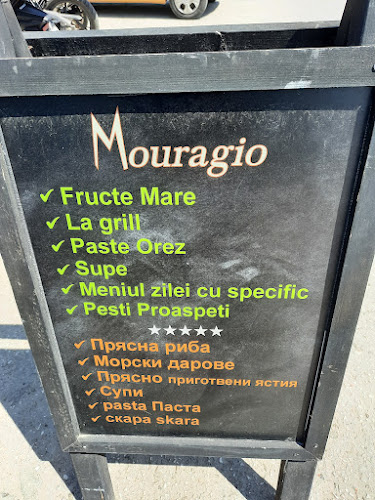 Mouragio
Fructe Mare
La grill
Paste Orez
Supe
Meniul zilei cu specific
Pesti Proaspeti
Прясна риба
Морски дарове
Прясно приготвени ястия
Супи
pasta Паста
скара skara